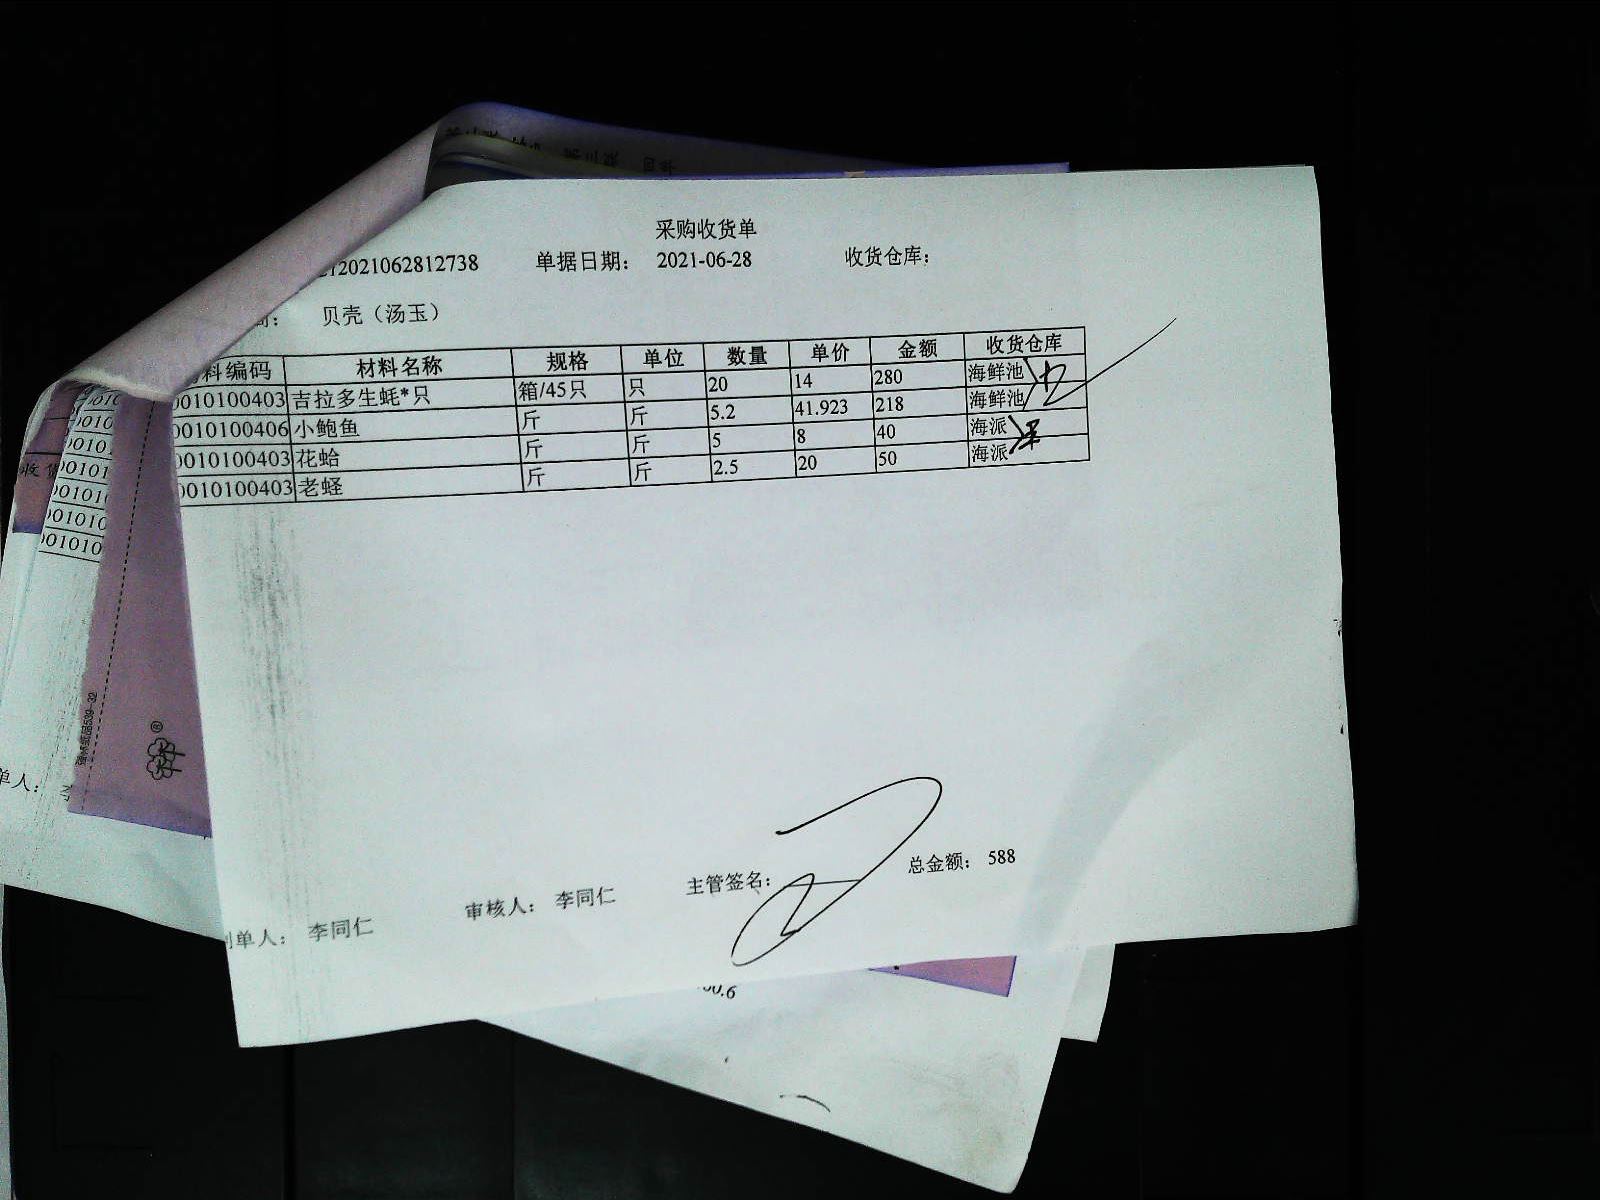 采购收货单
2021062812738 单据日期: 2021-06-28 收货仓库:
商: 贝壳（汤玉）
料编码 材料名称 规格 单位 数量 单价 金额 收货仓库
0010100403 吉拉多生蚝*只 箱/45只 只 20 14 280 海鲜池
0010100406 小鲍鱼 斤 斤 5.2 41.923 218 海鲜池
0010100403 花蛤 斤 斤 5 8 40 海派
0010100403 老蛏 斤 斤 2.5 20 50 海派
制单人: 李同仁 审核人: 李同仁 主管签名: 总金额: 588
单人:
00.6